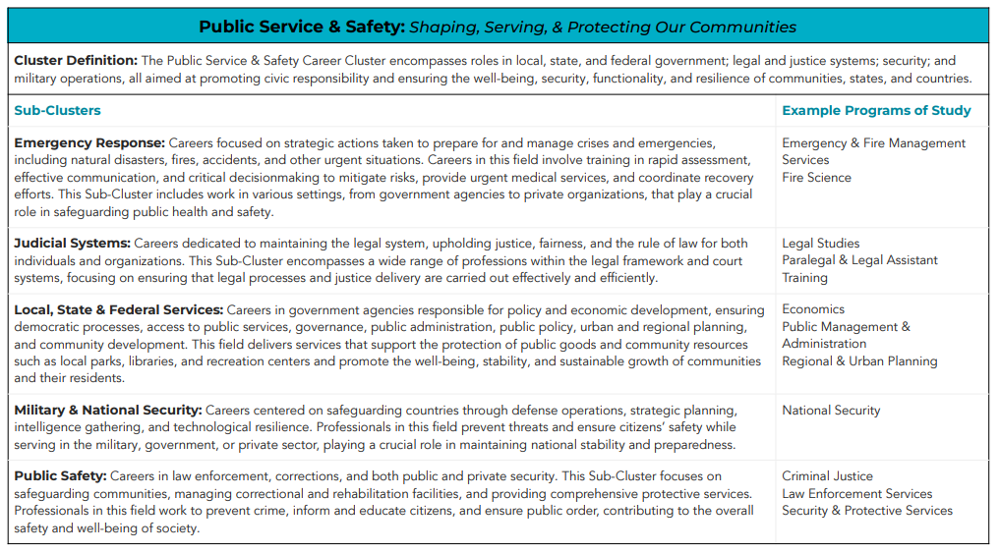 Public Service & Safety: Shaping, Serving, & Protecting Our Communities
Cluster Definition: The Public Service & Safety Career Cluster encompasses roles in local, state, and federal government; legal and justice systems; security; and
military operations, all aimed at promoting civic responsibility and ensuring the well-being, security, functionality, and resilience of communities, states, and countries.
Sub-Clusters
Example Programs of Study
Emergency Response: Careers focused on strategic actions taken to prepare for and manage crises and emergencies,
including natural disasters, fires, accidents, and other urgent situations. Careers in this field involve training in rapid assessment,
effective communication, and critical decisionmaking to mitigate risks, provide urgent medical services, and coordinate recovery
efforts. This Sub-Cluster includes work in various settings, from government agencies to private organizations, that play a crucial
role in safeguarding public health and safety.
Emergency & Fire Management
Services
Fire Science
Judicial Systems: Careers dedicated to maintaining the legal system, upholding justice, fairness, and the rule of law for both
individuals and organizations. This Sub-Cluster encompasses a wide range of professions within the legal framework and court
systems, focusing on ensuring that legal processes and justice delivery are carried out effectively and efficiently.
Legal Studies
Paralegal & Legal Assistant
Training
Local, State & Federal Services: Careers in government agencies responsible for policy and economic development, ensuring
democratic processes, access to public services, governance, public administration, public policy, urban and regional planning,
and community development. This field delivers services that support the protection of public goods and community resources
such as local parks, libraries, and recreation centers and promote the well-being, stability, and sustainable growth of communities
and their residents.
Economics
Public Management &
Administration
Regional & Urban Planning
Military & National Security: Careers centered on safeguarding countries through defense operations, strategic planning,
intelligence gathering, and technological resilience. Professionals in this field prevent threats and ensure citizens’ safety while
serving in the military, government, or private sector, playing a crucial role in maintaining national stability and preparedness.
National Security
Public Safety: Careers in law enforcement, corrections, and both public and private security. This Sub-Cluster focuses on
safeguarding communities, managing correctional and rehabilitation facilities, and providing comprehensive protective services.
Professionals in this field work to prevent crime, inform and educate citizens, and ensure public order, contributing to the overall
safety and well-being of society.
Criminal Justice
Law Enforcement Services
Security & Protective Services